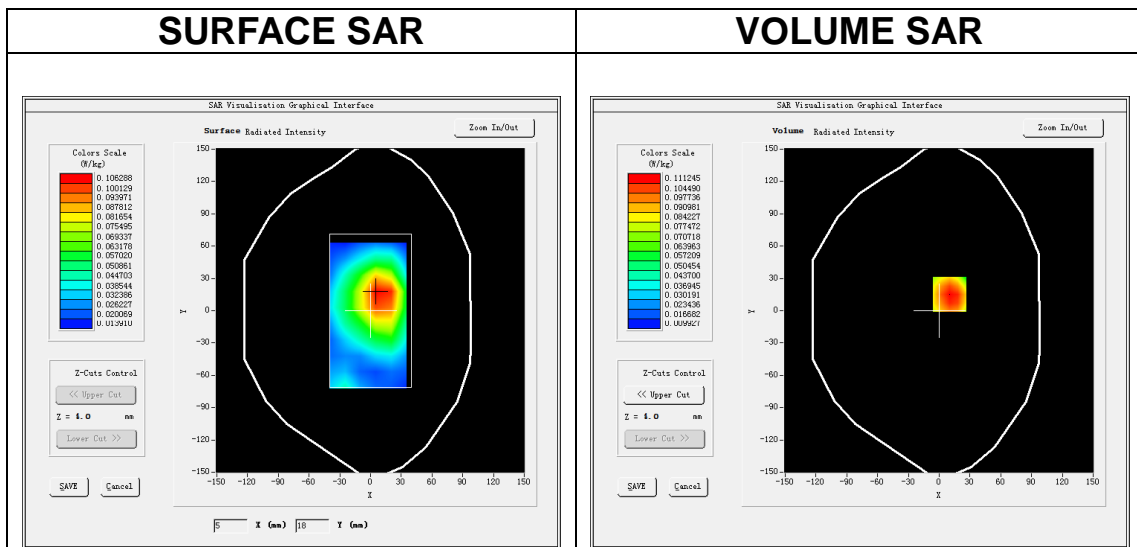 SURFACE SAR
VOLUME SAR
SAR Visualisation Graphical Interface
Surface Radiated Intensity
Zoom In/Out
Colors Scale
(W/kg)
0.106288
0.100129
0.093971
0.087812
0.081654
0.075495
0.069337
0.063178
0.057020
0.050861
0.044703
0.038544
0.032386
0.026227
0.020069
0.013910
150
120
90
60
30
0
-30
-60
-90
-120
-150
Y
-150 -120 -90 -60 -30 0 30 60 90 120 150
X
Z-Cuts Control
<< Upper Cut
Z = 4.0 mm
Lower Cut >>
SAVE Cancel
5 X (mm) 18 Y (mm)
SAR Visualisation Graphical Interface
Volume Radiated Intensity
Zoom In/Out
Colors Scale
(W/kg)
0.111245
0.104490
0.097736
0.090981
0.084227
0.077472
0.070718
0.063963
0.057209
0.050454
0.043700
0.036945
0.030191
0.023436
0.016682
0.009927
150
120
90
60
30
0
-30
-60
-90
-120
-150
Y
-150 -120 -90 -60 -30 0 30 60 90 120 150
X
Z-Cuts Control
<< Upper Cut
Z = 4.0 mm
Lower Cut >>
SAVE Cancel